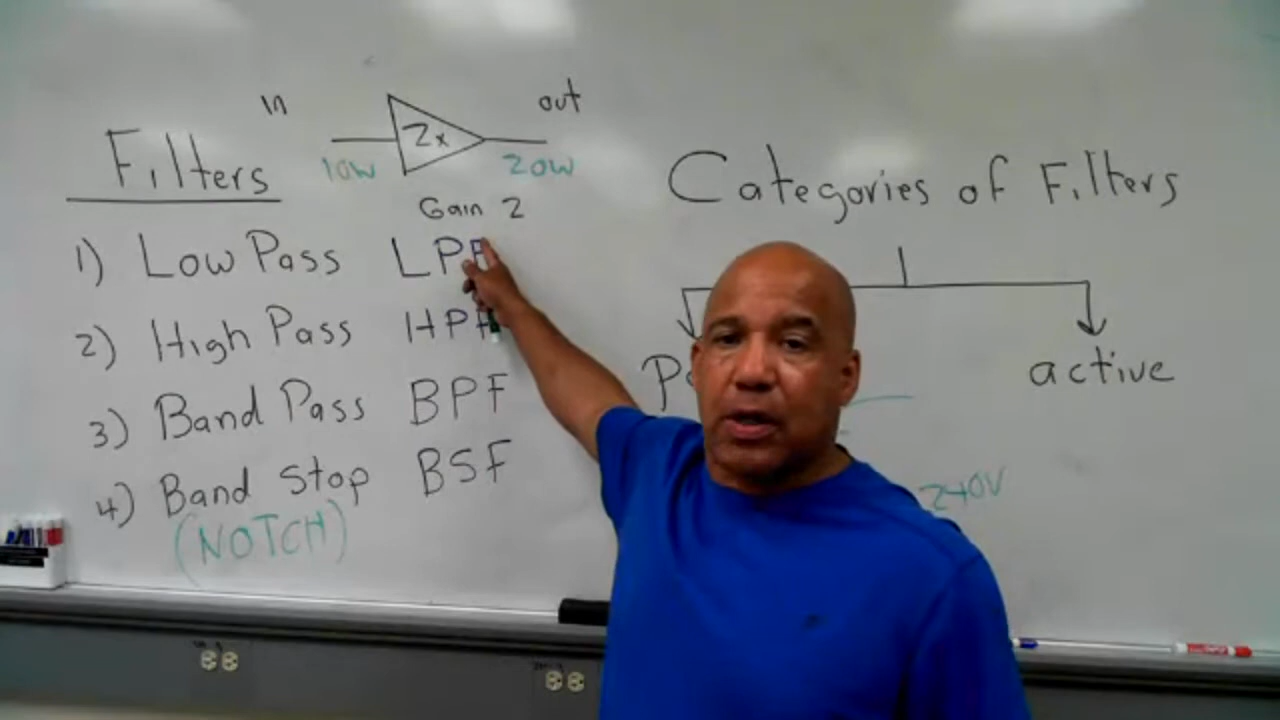 In
out
2x
10W
20W
Gain 2
Filters
1) Low Pass LPF
2) High Pass HPF
3) Band Pass BPF
4) Band Stop BSF
(NOTCH)
Categories of Filters
active
240V